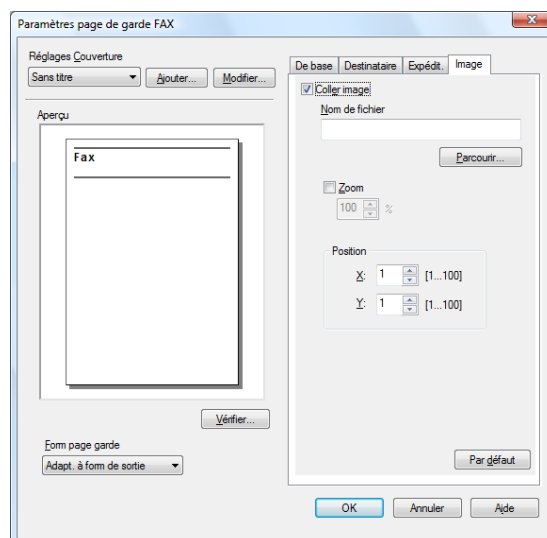 Paramètres page de garde FAX
Réglages Couverture
Sans titre
Ajouter...
Modifier...
Aperçu
Fax
Vérifier...
Form page garde
Adapt. à form de sortie
De base
Destinataire
Expédit.
Image
Coller image
Nom de fichier
Parcourir...
Zoom
100
%
Position
X: 1 [1...100]
Y: 1 [1...100]
Par défaut
OK
Annuler
Aide